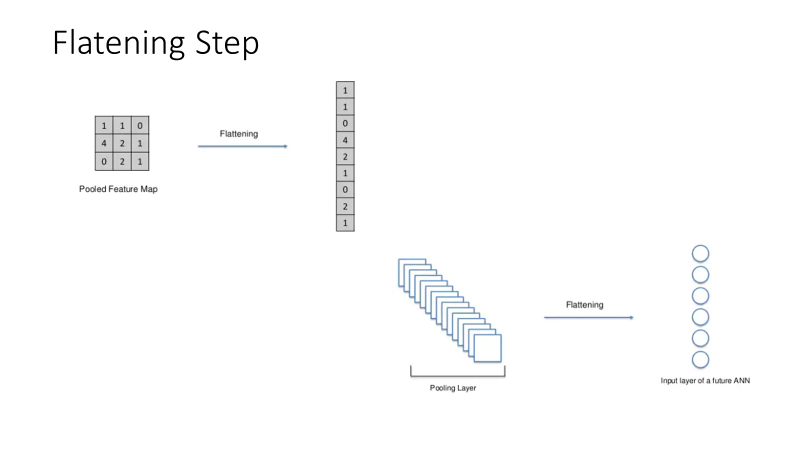 Flatening Step
1 1 0
4 2 1
0 2 1
Pooled Feature Map
Flattening
1
1
0
4
2
1
0
2
1
Pooling Layer
Flattening
Input layer of a future ANN